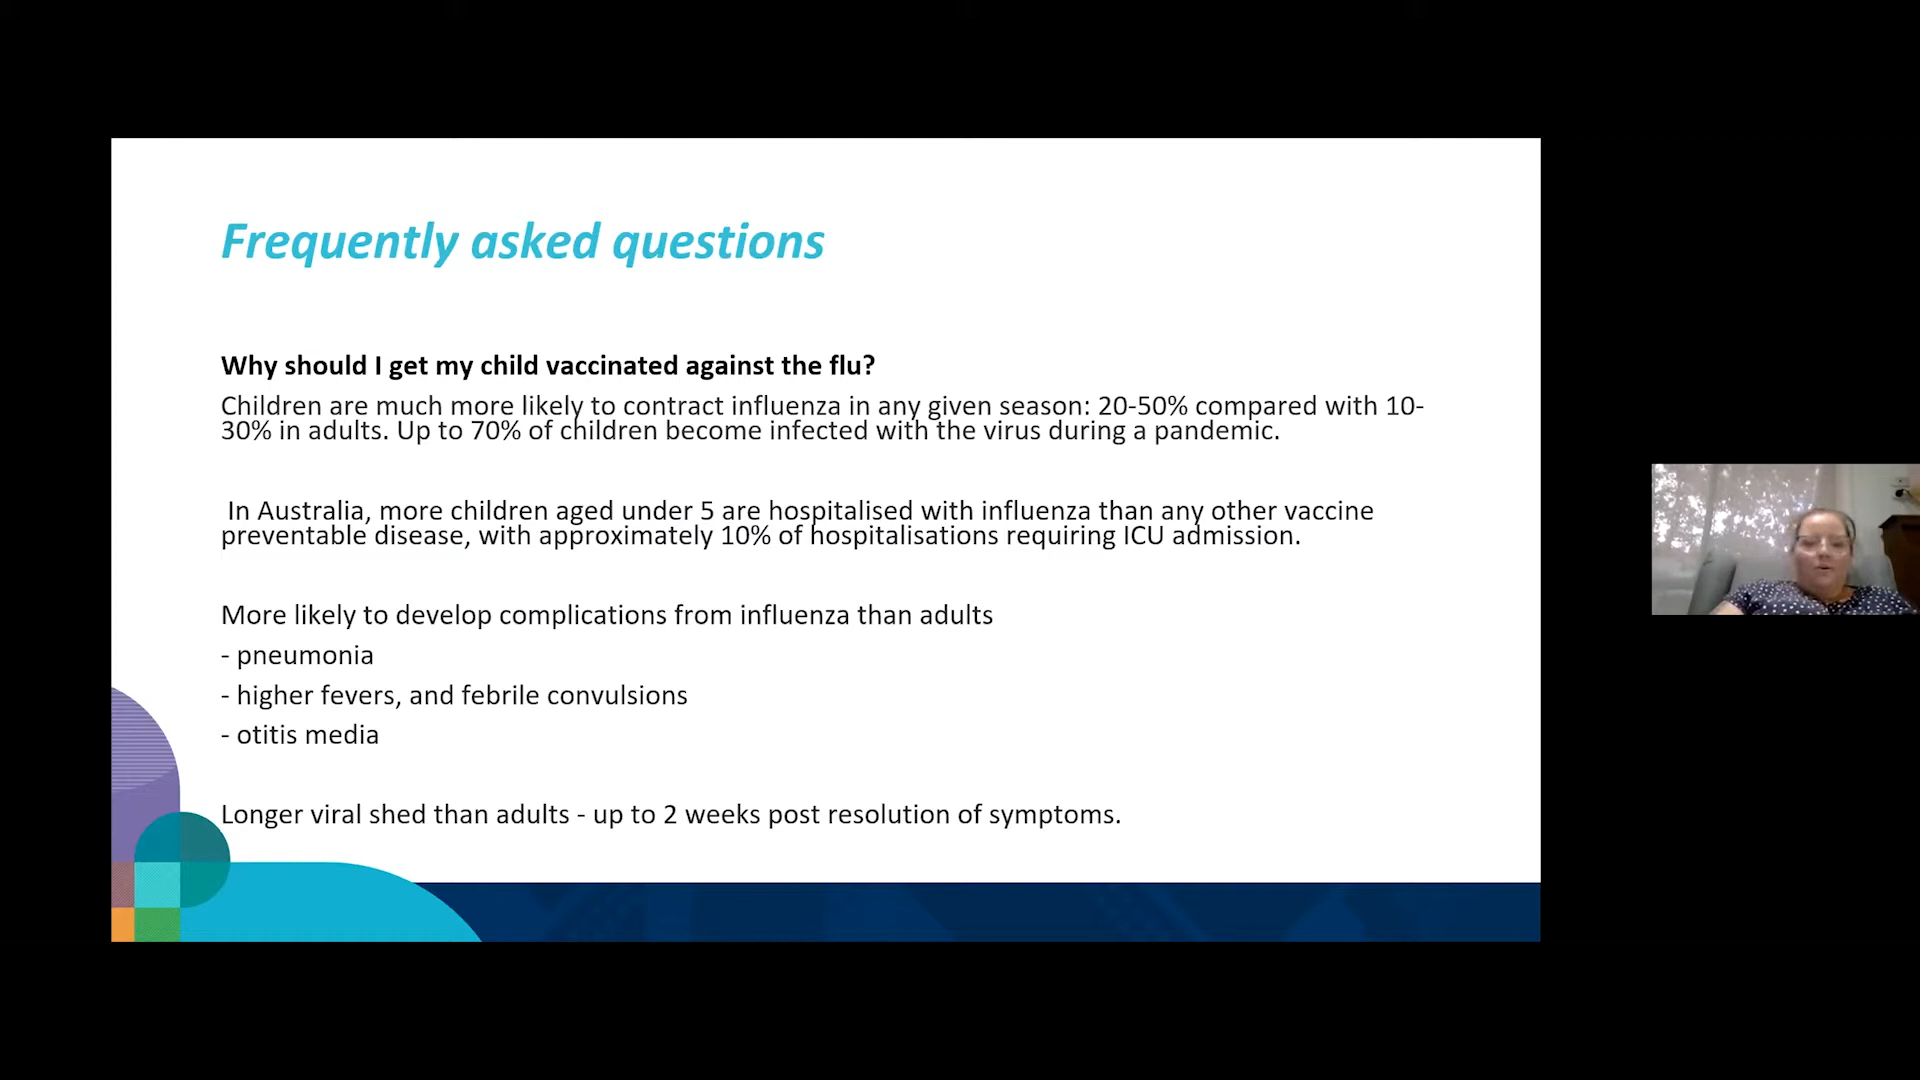 Frequently asked questions
Why should I get my child vaccinated against the flu?
Children are much more likely to contract influenza in any given season: 20-50% compared with 10-
30% in adults. Up to 70% of children become infected with the virus during a pandemic.
In Australia, more children aged under 5 are hospitalised with influenza than any other vaccine
preventable disease, with approximately 10% of hospitalisations requiring ICU admission.
More likely to develop complications from influenza than adults
- pneumonia
- higher fevers, and febrile convulsions
- otitis media
Longer viral shed than adults - up to 2 weeks post resolution of symptoms.